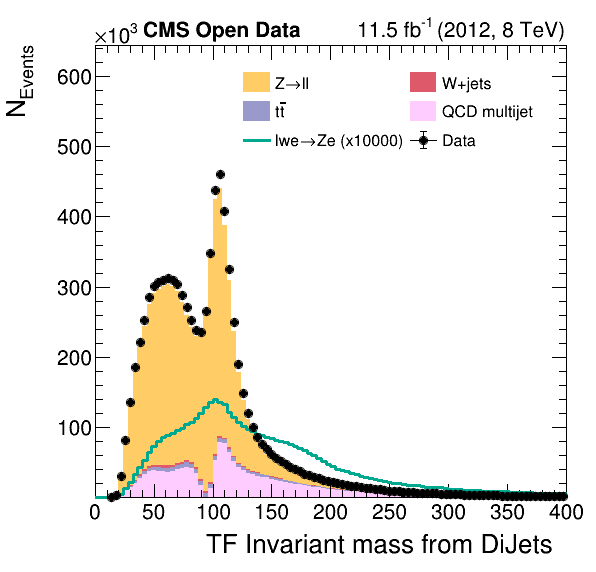 ×10³ CMS Open Data 11.5 fb⁻¹ (2012, 8 TeV)
N_Events
600
500
400
300
200
100
Z→ll W+jets
tt̄ QCD multijet
lwe→Ze (x10000) Data
0 50 100 150 200 250 300 350 400
TF Invariant mass from DiJets